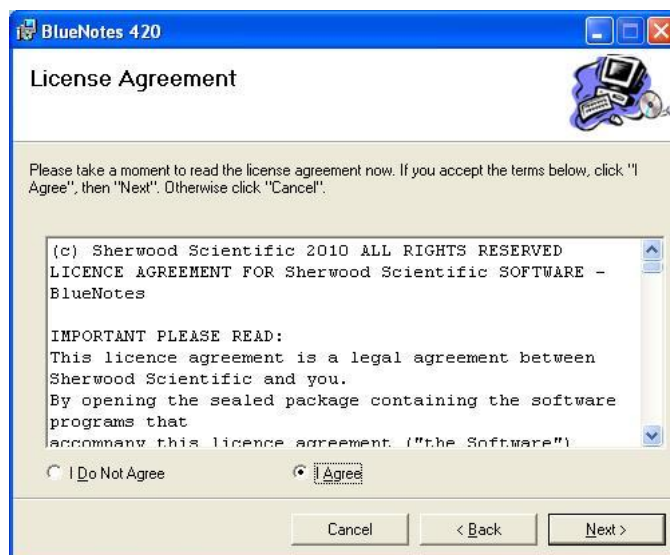 BlueNotes 420
License Agreement
Please take a moment to read the license agreement now. If you accept the terms below, click "I
Agree", then "Next". Otherwise click "Cancel".
(c) Sherwood Scientific 2010 ALL RIGHTS RESERVED
LICENCE AGREEMENT FOR Sherwood Scientific SOFTWARE -
BlueNotes
IMPORTANT PLEASE READ:
This licence agreement is a legal agreement between
Sherwood Scientific and you.
By opening the sealed package containing the software
programs that
accompany this licence agreement ("the Software")
I Do Not Agree
I Agree
Cancel
< Back
Next >